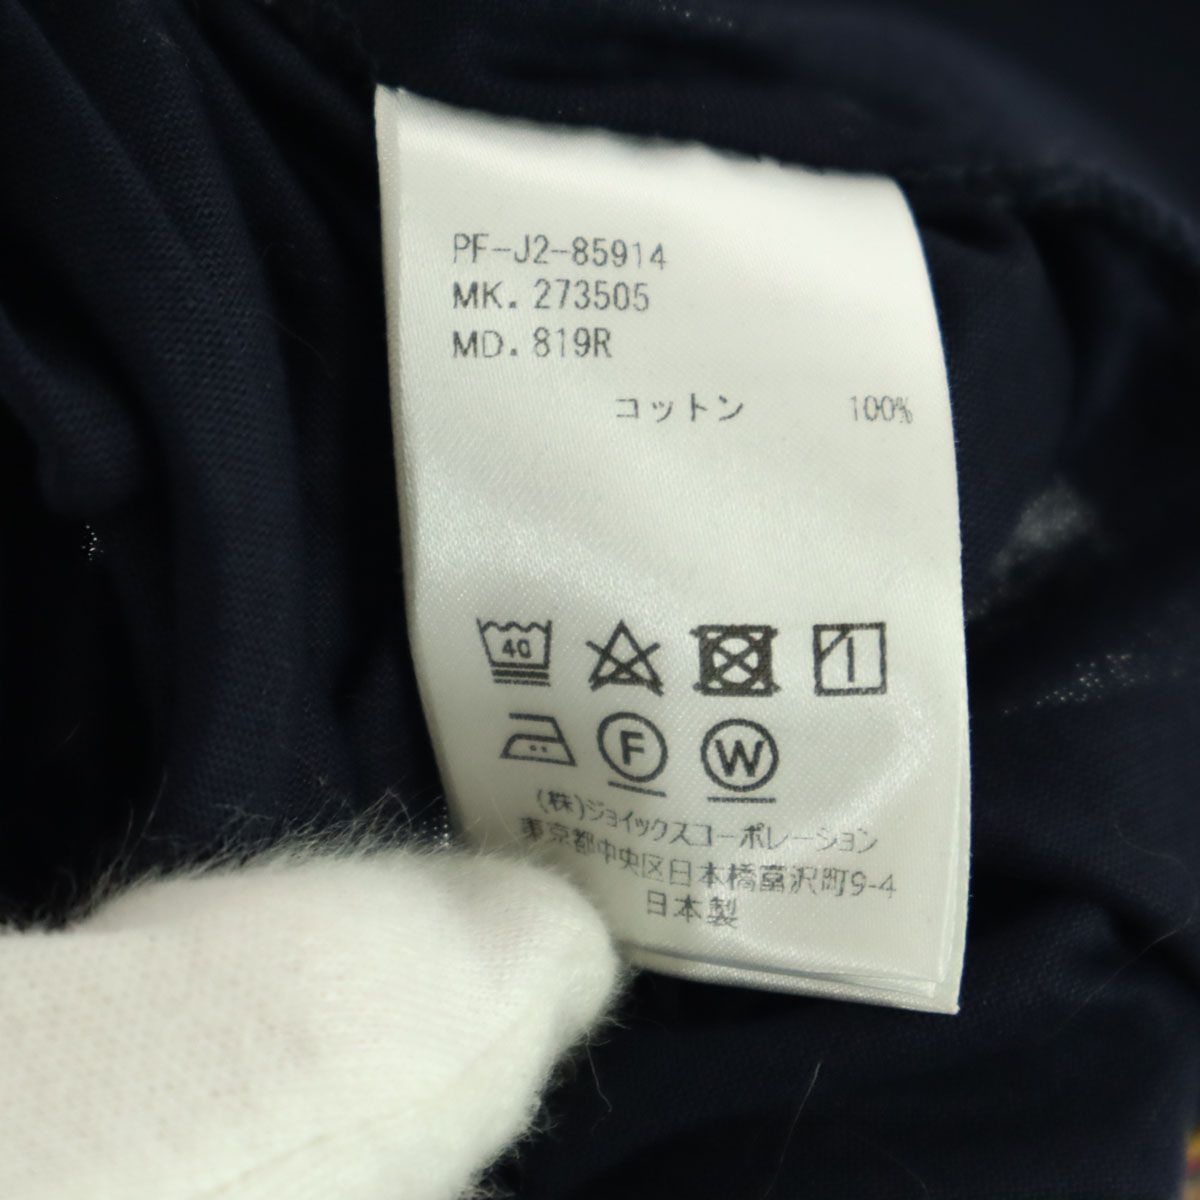 PF-J2-85914
MK. 273505
MD. 819R
コットン 100%
40
F W
(株)ジョイックスコーポレーション
東京都中央区日本橋富沢町9-4
日本製